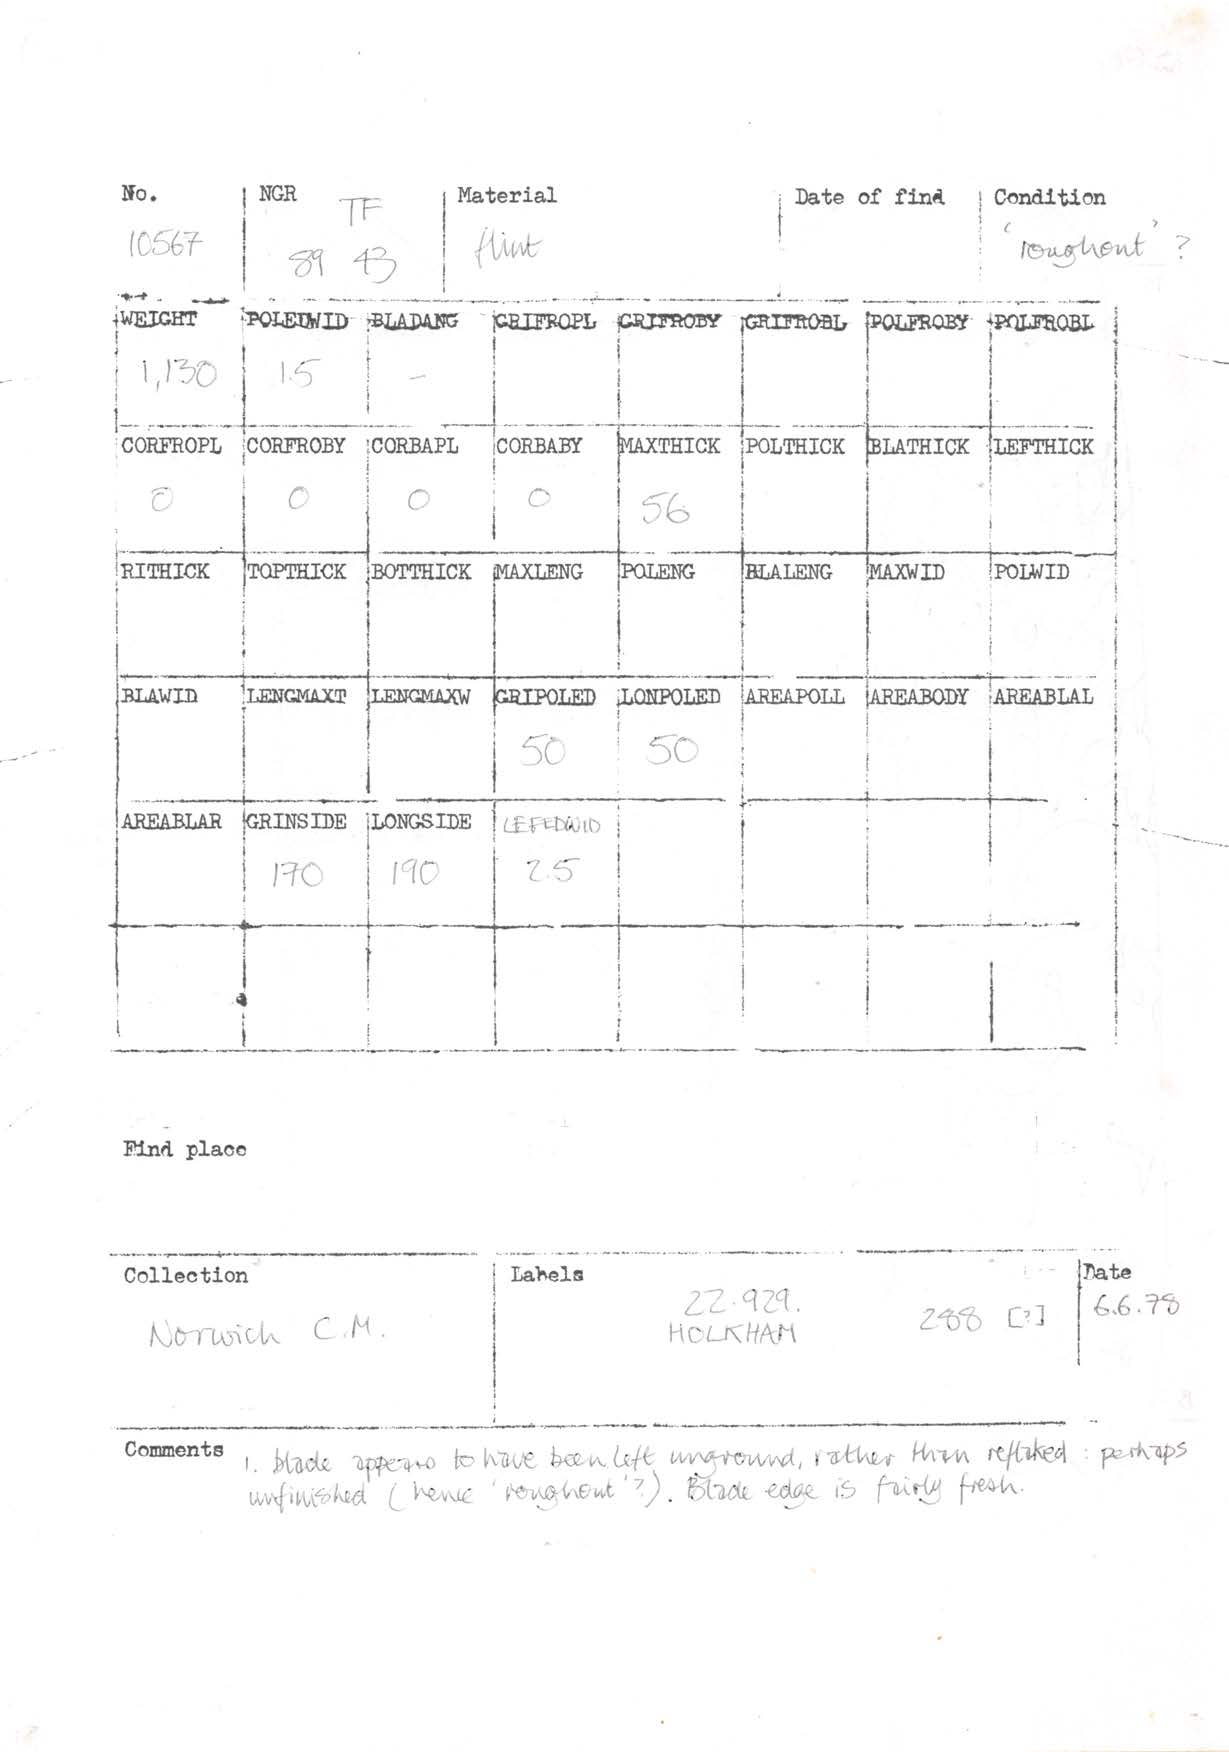 No. NGR Material Date of find Condition
10567 TF 89 43 flint 'roughout' ?
WEIGHT POLEDWID BLADANG GRIFROPL GRIFROBY GRIFROBL POLFROBY POLFROBL
1,130 1.5 –
CORFROPL CORFROBY CORBAPL CORBABY MAXTHICK POLTHICK BLATHICK LEFTHICK
0 0 0 0 56
RITHICK TOPTHICK BOTTHICK MAXLENG POLENG BLALENG MAXWID POLWID
BLAWID LENGMAXT LENGMAXW GRIPOLED LONPOLED AREAPOLL AREABODY AREABLAL
50 50
AREABLAR GRINSIDE LONGSIDE LEFEDWID
170 190 2.5
Find place
Collection Labels Date
Norwich C.M. 22.929. 288 [?] 6.6.78
HOLKHAM
Comments 1. blade appears to have been left unground, rather than reflaked : perhaps
unfinished (hence 'roughout'?). Blade edge is fairly fresh.